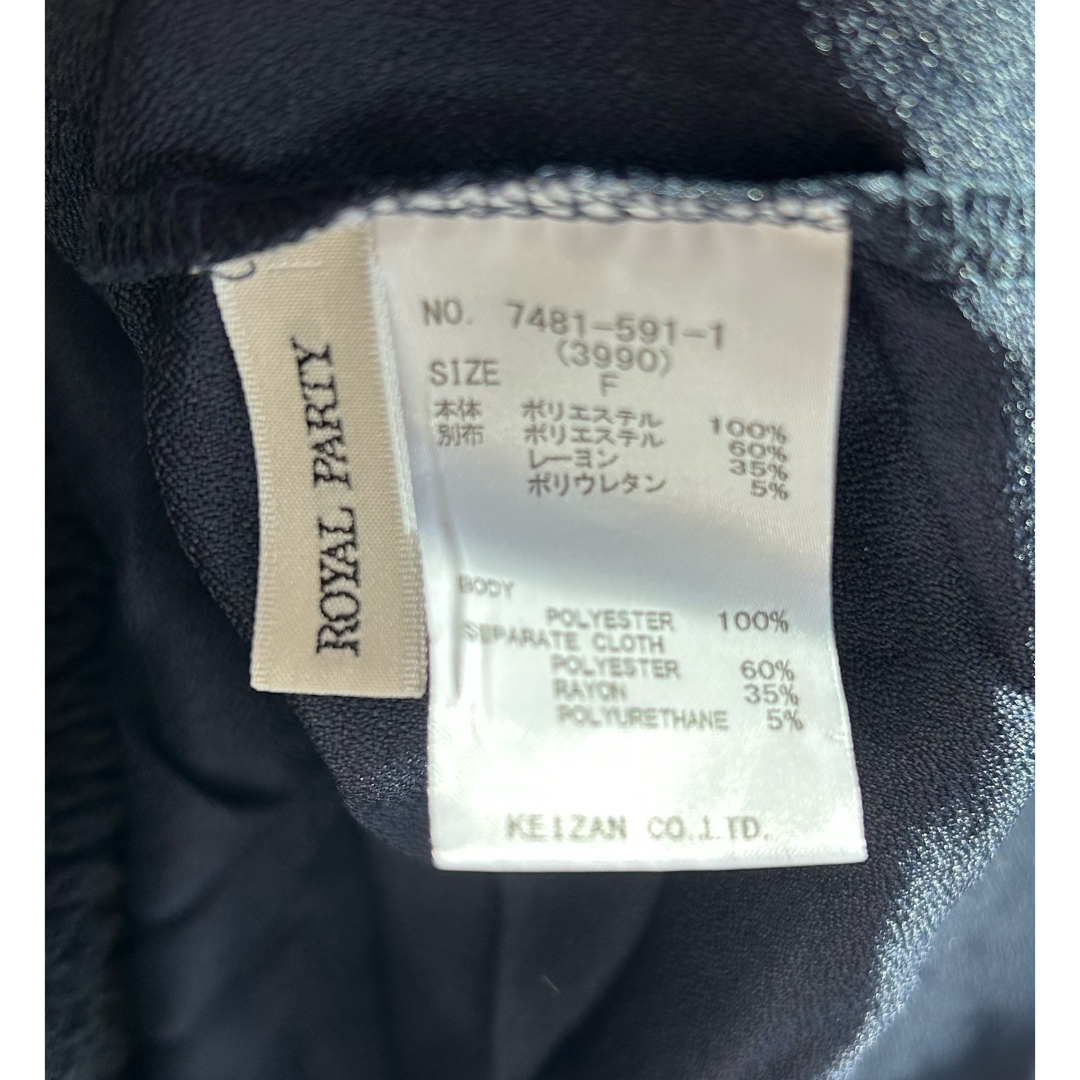 ROYAL PARTY
NO. 7481-591-1
(3990)
SIZE F
本体 ポリエステル 100%
別布 ポリエステル 60%
レーヨン 35%
ポリウレタン 5%
BODY
POLYESTER 100%
SEPARATE CLOTH
POLYESTER 60%
RAYON 35%
POLYURETHANE 5%
KEIZAN CO.LTD.